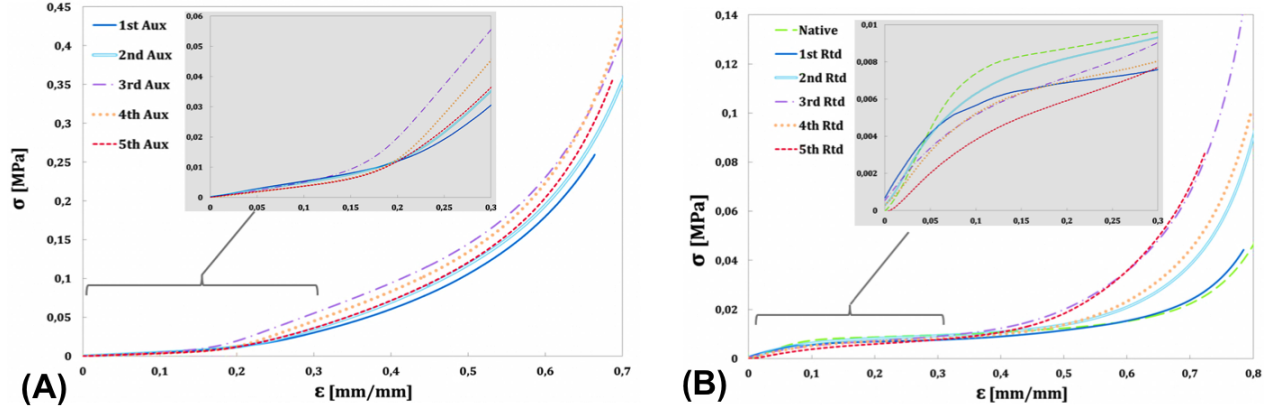 0,45
0,4
0,35
0,3
0,25
0,2
0,15
0,1
0,05
0
σ [MPa]
1st Aux
2nd Aux
3rd Aux
4th Aux
5th Aux
0,06
0,05
0,04
0,03
0,02
0,01
0
0 0,05 0,1 0,15 0,2 0,25 0,3
0 0,1 0,2 0,3 0,4 0,5 0,6 0,7
ε [mm/mm]
(A)
0,14
0,12
0,1
0,08
0,06
0,04
0,02
0
σ [MPa]
Native
1st Rtd
2nd Rtd
3rd Rtd
4th Rtd
5th Rtd
0,01
0,008
0,006
0,004
0,002
0
0 0,05 0,1 0,15 0,2 0,25 0,3
0 0,1 0,2 0,3 0,4 0,5 0,6 0,7 0,8
ε [mm/mm]
(B)